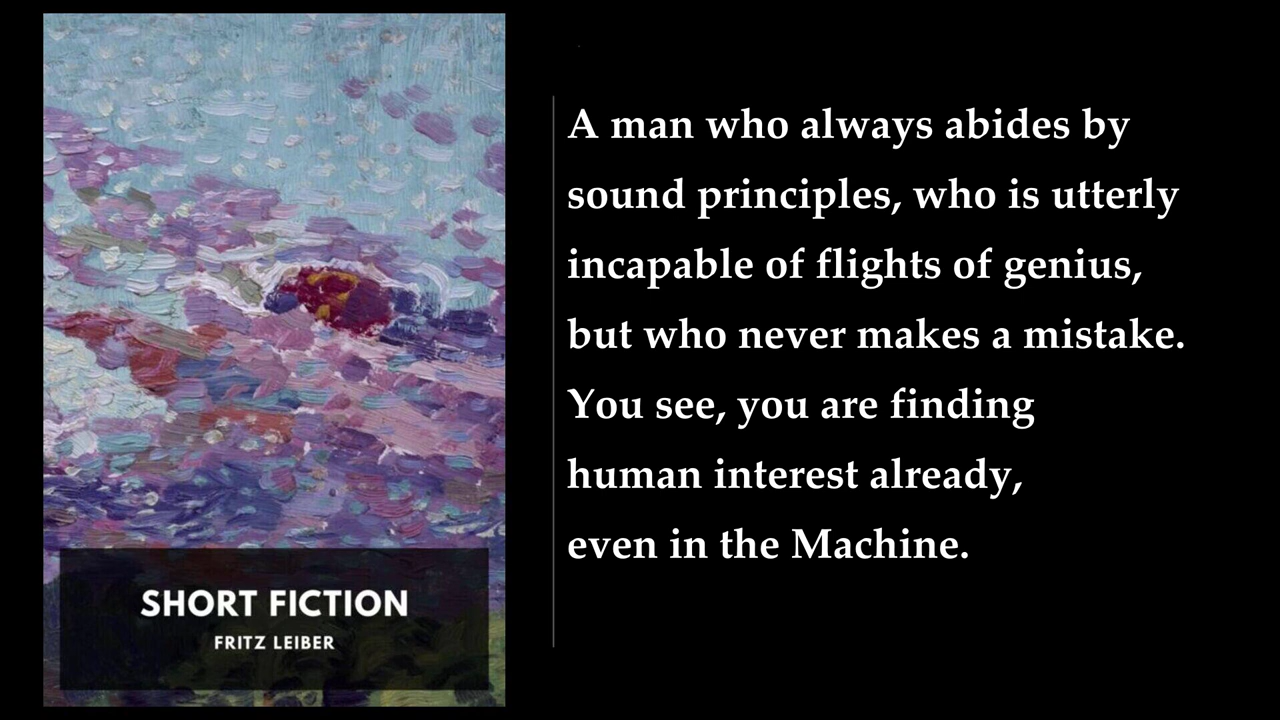 A man who always abides by
sound principles, who is utterly
incapable of flights of genius,
but who never makes a mistake.
You see, you are finding
human interest already,
even in the Machine.
SHORT FICTION
FRITZ LEIBER